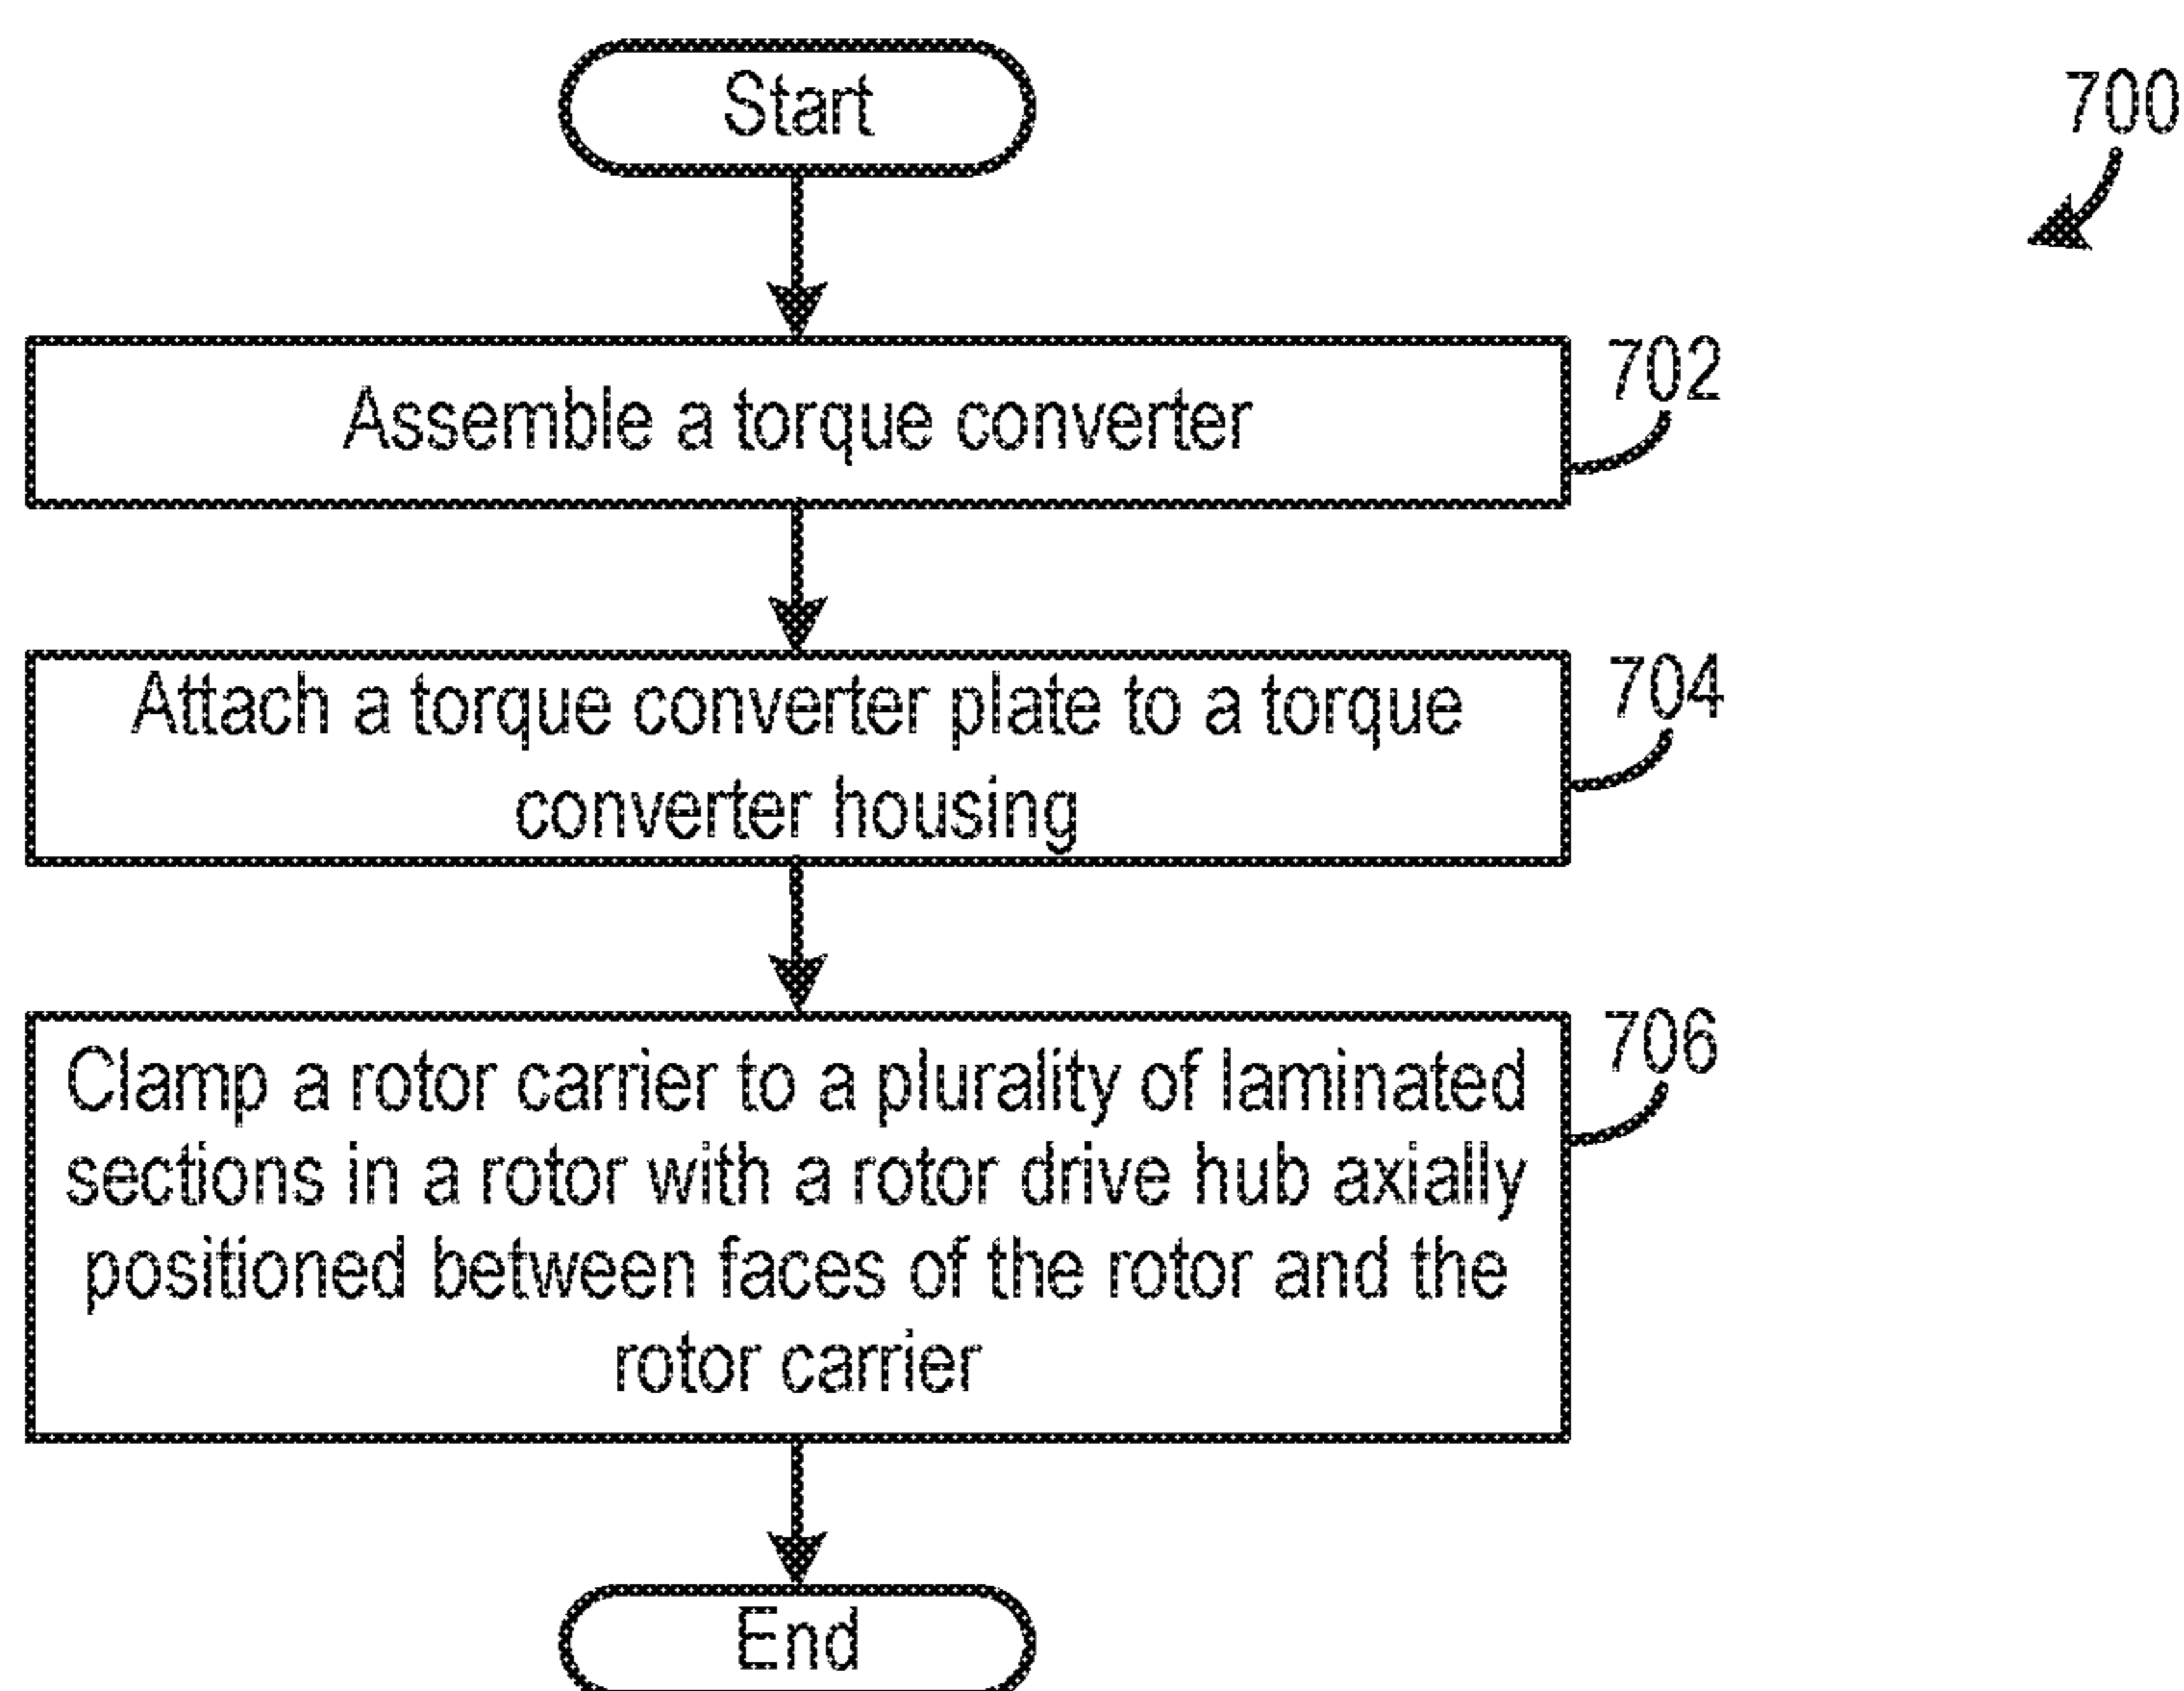 Start
700
Assemble a torque converter
702
Attach a torque converter plate to a torque
converter housing
704
Clamp a rotor carrier to a plurality of laminated
sections in a rotor with a rotor drive hub axially
positioned between faces of the rotor and the
rotor carrier
706
End